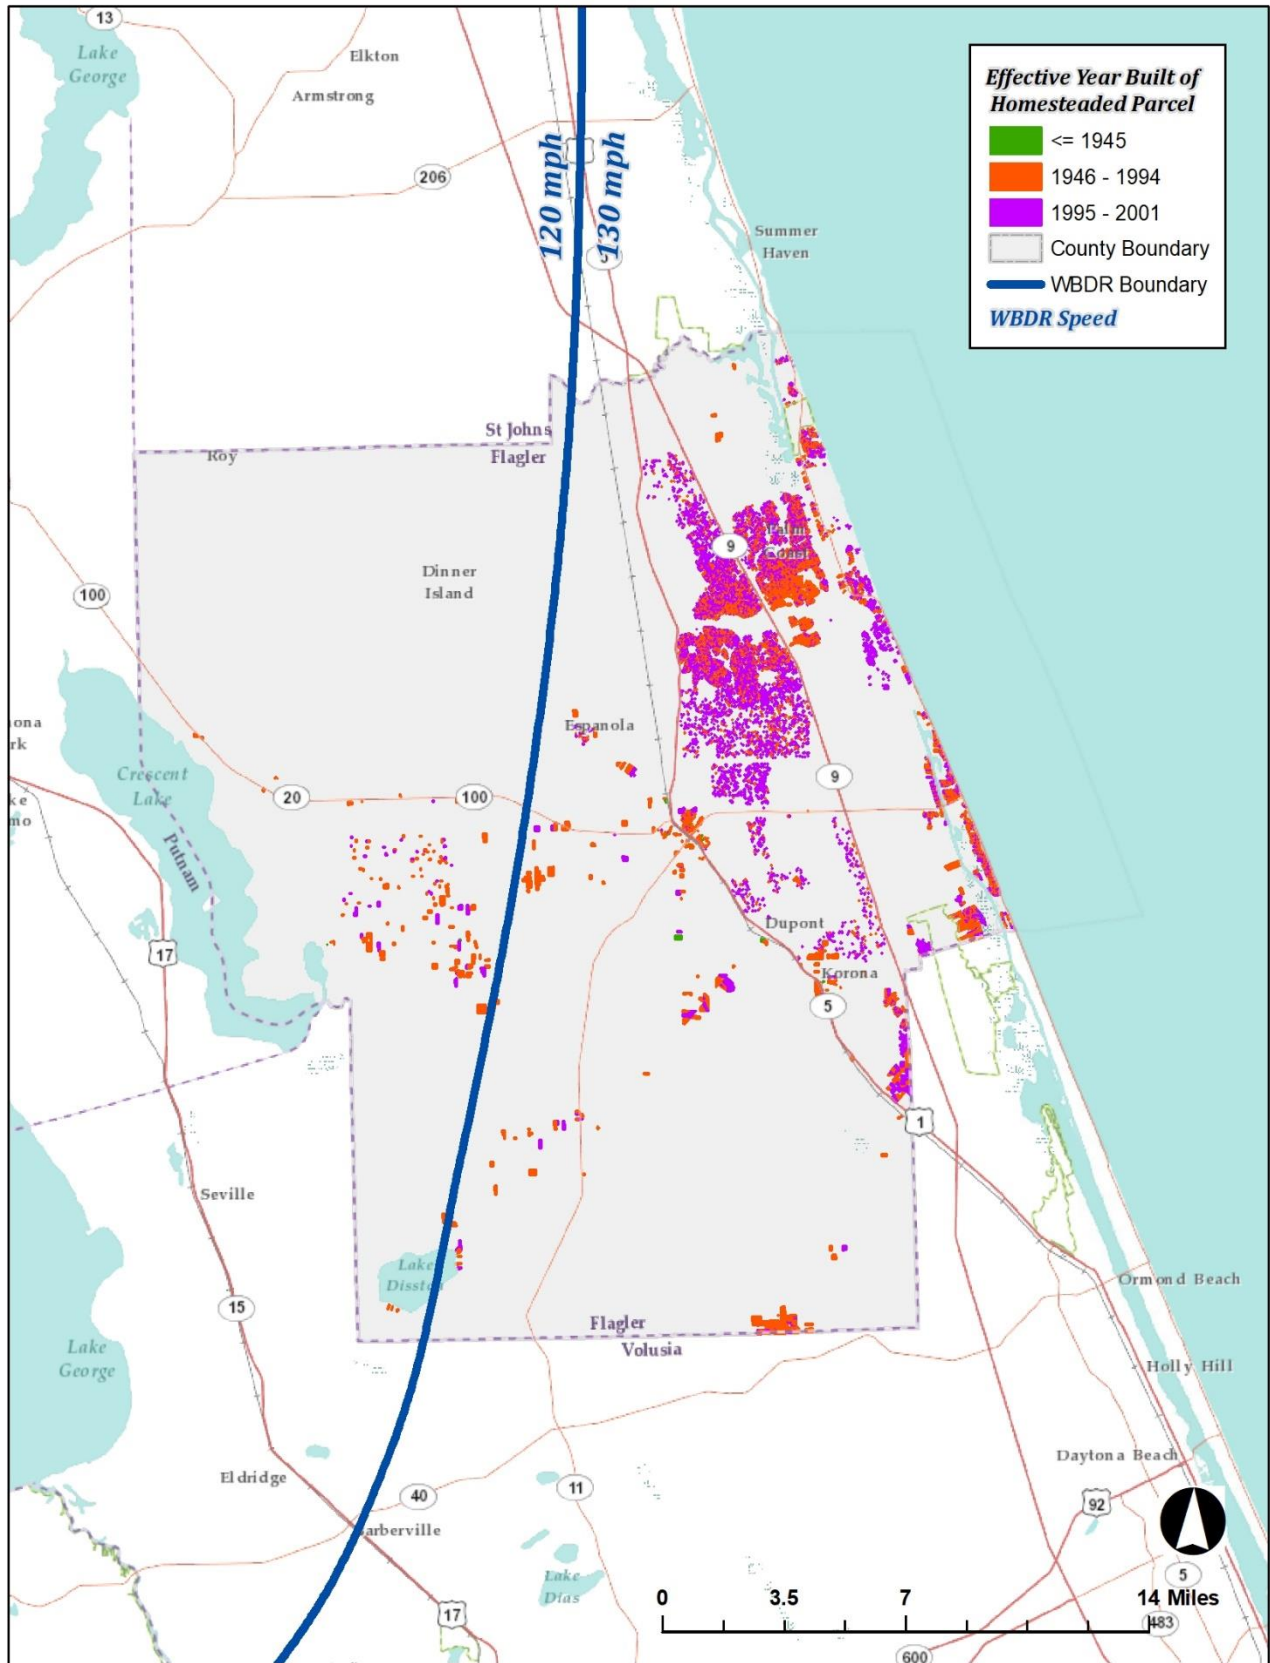 13
Lake
George
Elkton
Armstrong
206
120 mph
130 mph
Summer
Haven
Effective Year Built of
Homesteaded Parcel
<= 1945
1946 - 1994
1995 - 2001
County Boundary
WBDR Boundary
WBDR Speed
St Johns
Flagler
Roy
9
Palm
Coast
Dinner
Island
100
Espanola
Crescent
Lake
20
100
9
Putnam
17
Dupont
Korona
5
1
Seville
Lake
15
Flagler
Volusia
Ormond Beach
Lake
George
Holly Hill
Eldridge
40
11
Daytona Beach
92
Lake
Dias
17
5
0 3.5 7 14 Miles
483
600